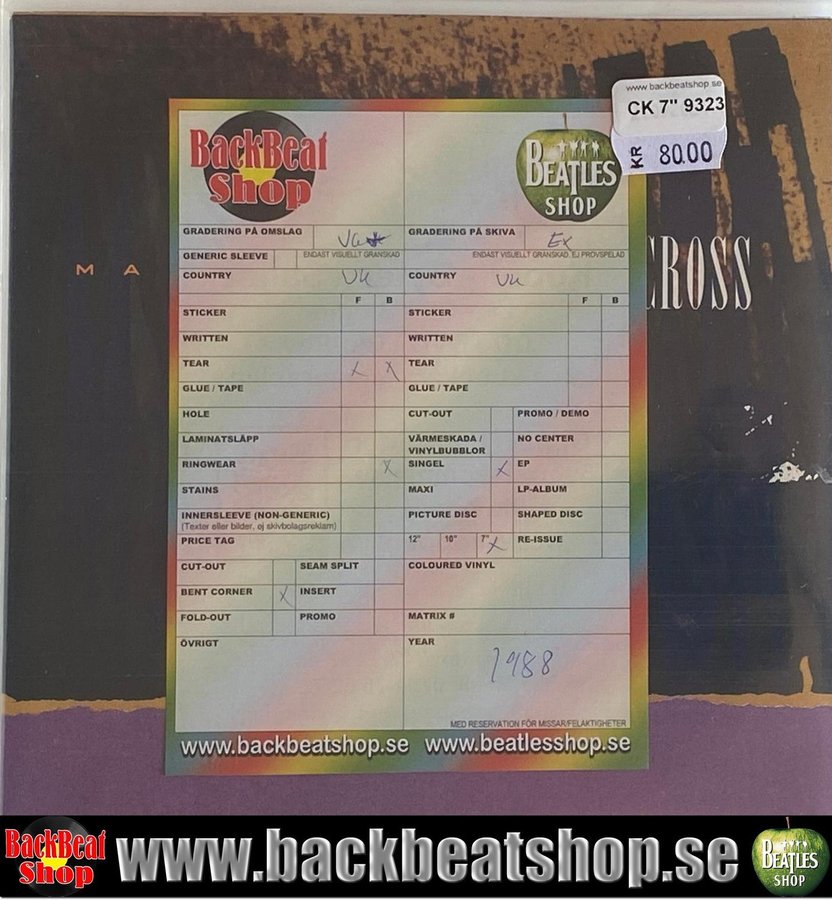 www.backbeatshop.se
CK 7" 9323
KR 80.00
BackBeat
Shop
BEATLES
SHOP
GRADERING PÅ OMSLAG
GRADERING PÅ SKIVA Ex
GENERIC SLEEVE ENDAST VISUELLT GRANSKAD
ENDAST VISUELLT GRANSKAD, EJ PROVSPELAD
COUNTRY UK
COUNTRY UK
M A
CROSS
F B
F B
STICKER
STICKER
WRITTEN
WRITTEN
TEAR X X
TEAR
GLUE / TAPE
GLUE / TAPE
HOLE
CUT-OUT PROMO / DEMO
LAMINATSLÄPP
VÄRMESKADA / NO CENTER
VINYLBUBBLOR
RINGWEAR X
SINGEL X EP
STAINS
MAXI LP-ALBUM
INNERSLEEVE (NON-GENERIC)
(Texter eller bilder, ej skivbolagsreklam)
PICTURE DISC SHAPED DISC
PRICE TAG
12" 10" 7" X RE-ISSUE
CUT-OUT SEAM SPLIT
COLOURED VINYL
BENT CORNER X INSERT
FOLD-OUT PROMO
MATRIX #
ÖVRIGT
YEAR
1988
MED RESERVATION FÖR MISSAR/FELAKTIGHETER
www.backbeatshop.se www.beatlesshop.se
BackBeat
Shop
www.backbeatshop.se
BEATLES
SHOP